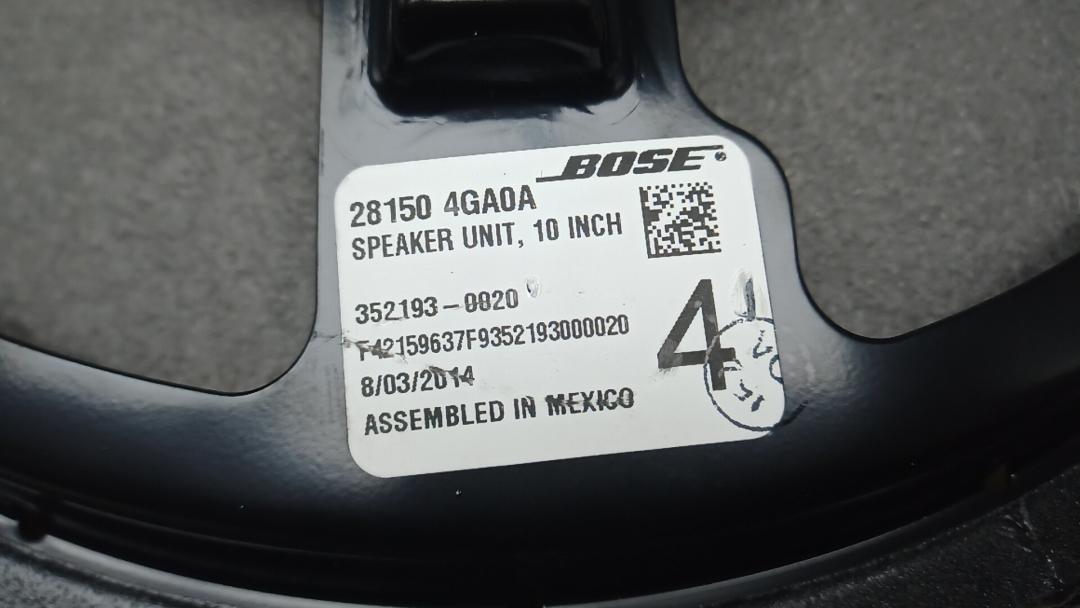 BOSE
28150 4GA0A
SPEAKER UNIT, 10 INCH
352193-0020
F42159637F9352193000020
8/03/2014
ASSEMBLED IN MEXICO
4